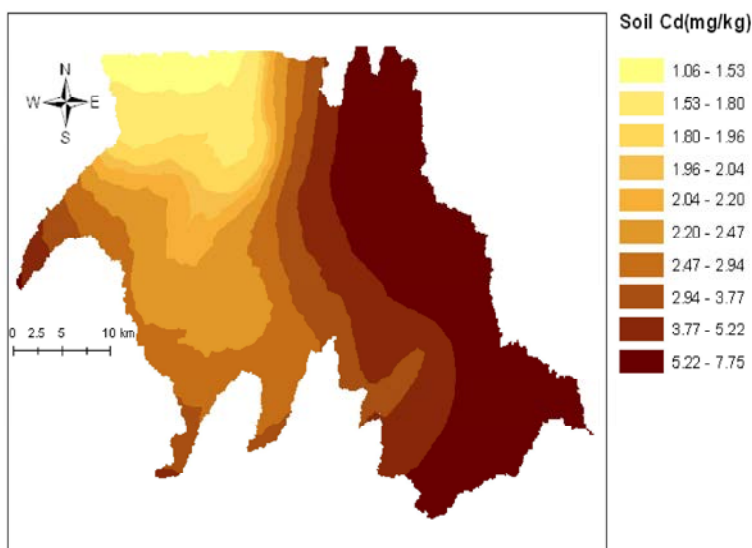 Soil Cd(mg/kg)
N
W E
S
1.06 - 1.53
1.53 - 1.80
1.80 - 1.96
1.96 - 2.04
2.04 - 2.20
2.20 - 2.47
2.47 - 2.94
2.94 - 3.77
3.77 - 5.22
5.22 - 7.75
0 2.5 5 10 km